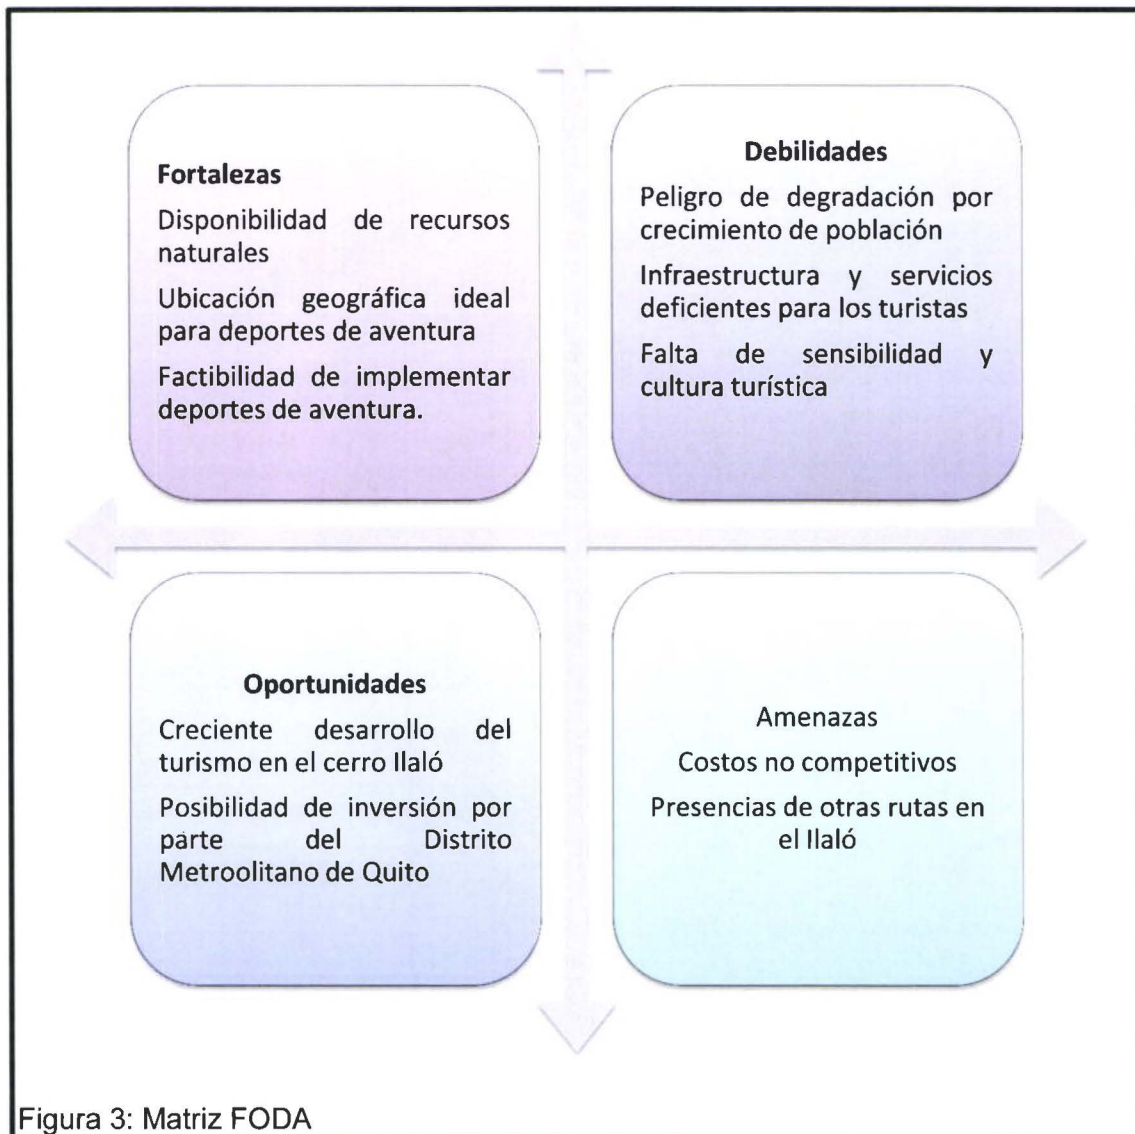 Fortalezas
Disponibilidad de recursos
naturales
Ubicación geográfica ideal
para deportes de aventura
Factibilidad de implementar
deportes de aventura.
Debilidades
Peligro de degradación por
crecimiento de población
Infraestructura y servicios
deficientes para los turistas
Falta de sensibilidad y
cultura turística
Oportunidades
Creciente desarrollo del
turismo en el cerro Ilaló
Posibilidad de inversión por
parte del Distrito
Metroolitano de Quito
Amenazas
Costos no competitivos
Presencias de otras rutas en
el Ilaló
Figura 3: Matriz FODA